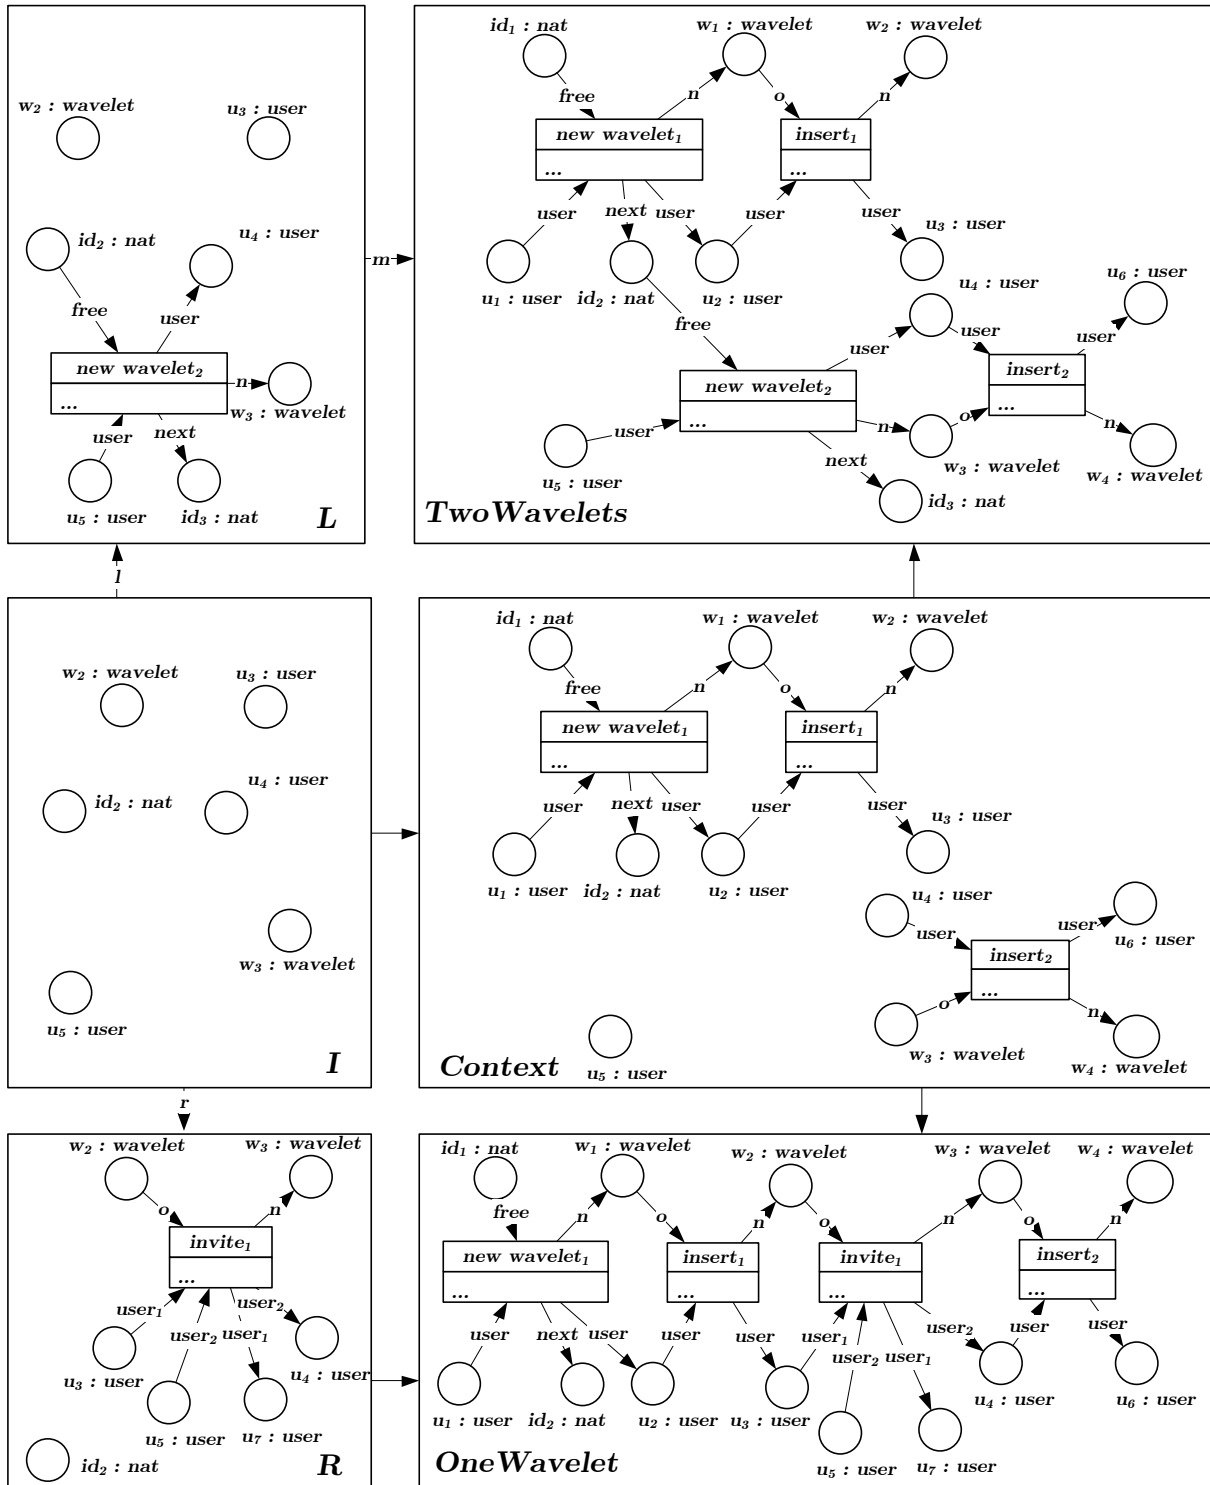 w₂ : wavelet
u₃ : user
id₂ : nat
u₄ : user
free
user
new wavelet₂
...
n
w₃ : wavelet
user
next
u₅ : user
id₃ : nat
L
m
id₁ : nat
w₁ : wavelet
w₂ : wavelet
free
n
o
n
new wavelet₁
...
insert₁
...
user
next
user
user
user
u₁ : user
id₂ : nat
u₂ : user
u₃ : user
free
u₄ : user
u₆ : user
user
user
user
new wavelet₂
...
insert₂
...
user
n
o
n
u₅ : user
next
w₃ : wavelet
w₄ : wavelet
id₃ : nat
TwoWavelets
l
w₂ : wavelet
u₃ : user
id₂ : nat
u₄ : user
w₃ : wavelet
u₅ : user
I
id₁ : nat
w₁ : wavelet
w₂ : wavelet
free
n
o
n
new wavelet₁
...
insert₁
...
user
next
user
user
user
u₁ : user
id₂ : nat
u₂ : user
u₃ : user
u₄ : user
user
user
u₆ : user
insert₂
...
o
n
w₃ : wavelet
w₄ : wavelet
u₅ : user
Context
r
w₂ : wavelet
w₃ : wavelet
o
n
invite₁
...
user₁
user₂
user₁
user₂
u₃ : user
u₄ : user
u₅ : user
u₇ : user
id₂ : nat
R
id₁ : nat
w₁ : wavelet
w₂ : wavelet
w₃ : wavelet
w₄ : wavelet
free
n
o
n
o
n
o
n
new wavelet₁
...
insert₁
...
invite₁
...
insert₂
...
user
next
user
user
user
user₁
user₂
user₁
user₂
user
user
u₁ : user
id₂ : nat
u₂ : user
u₃ : user
u₄ : user
u₆ : user
u₅ : user
u₇ : user
OneWavelet